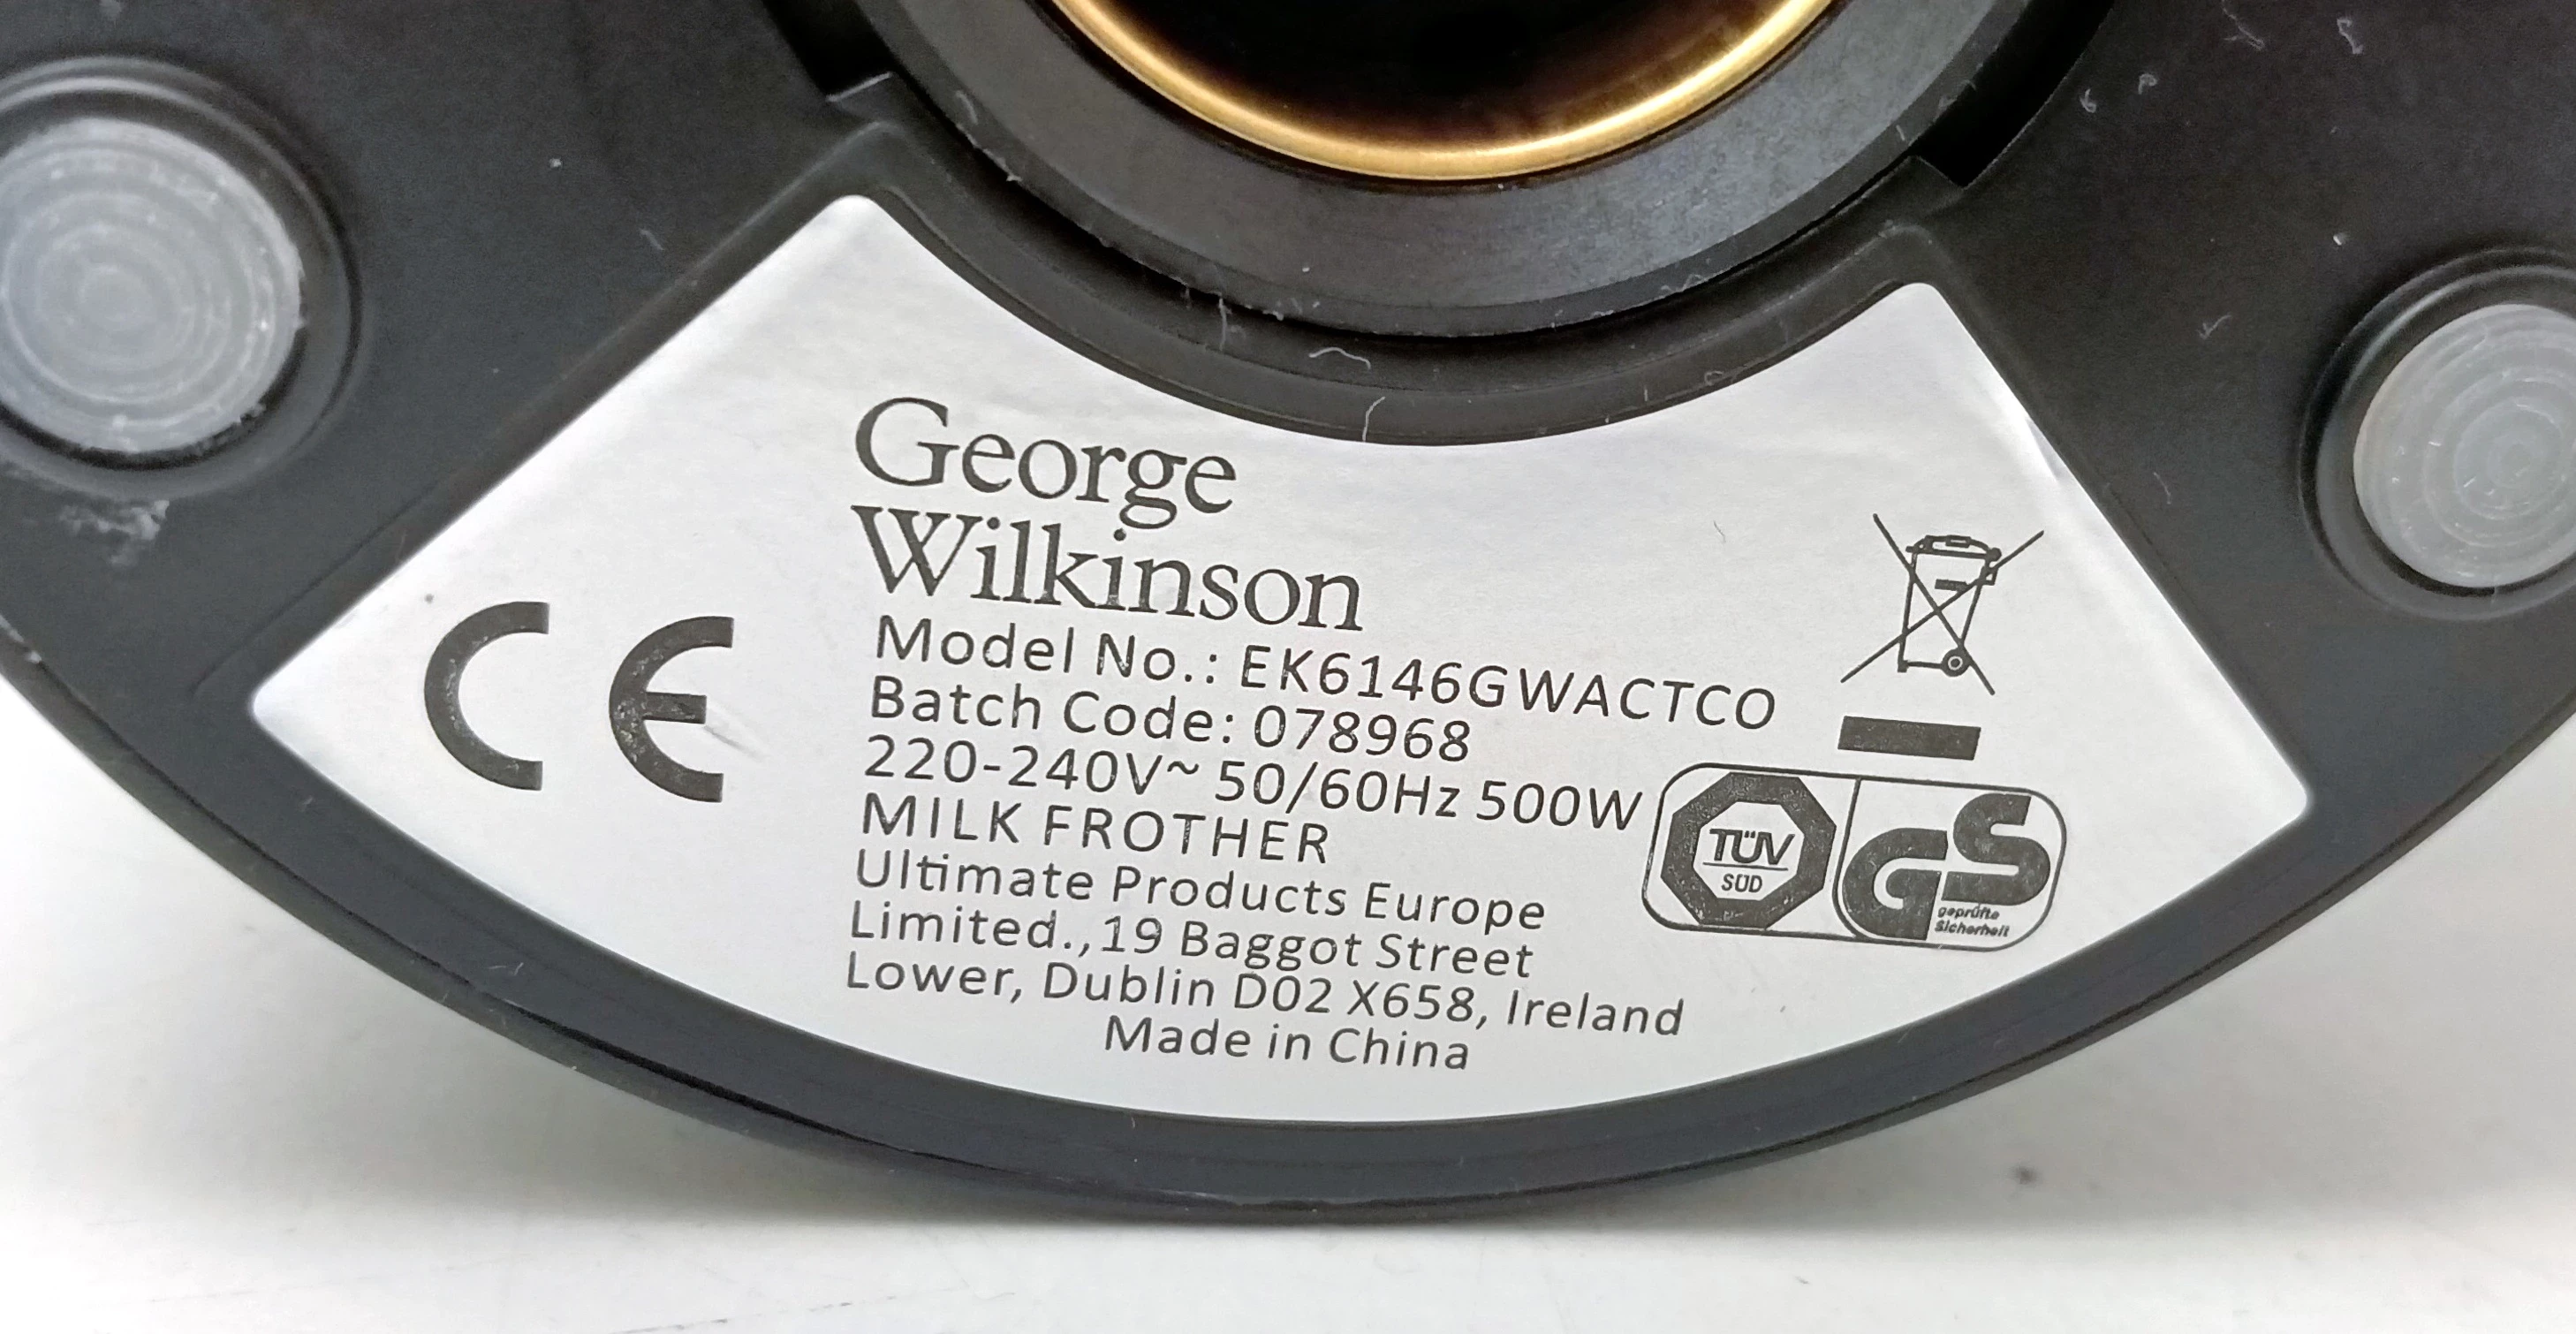 George
Wilkinson
Model No.: EK6146GWACTCO
Batch Code: 078968
220-240V~ 50/60Hz 500W
MILK FROTHER
Ultimate Products Europe
Limited.,19 Baggot Street
Lower, Dublin D02 X658, Ireland
Made in China
CE
TÜV
SÜD
GS
geprüfte
Sicherheit